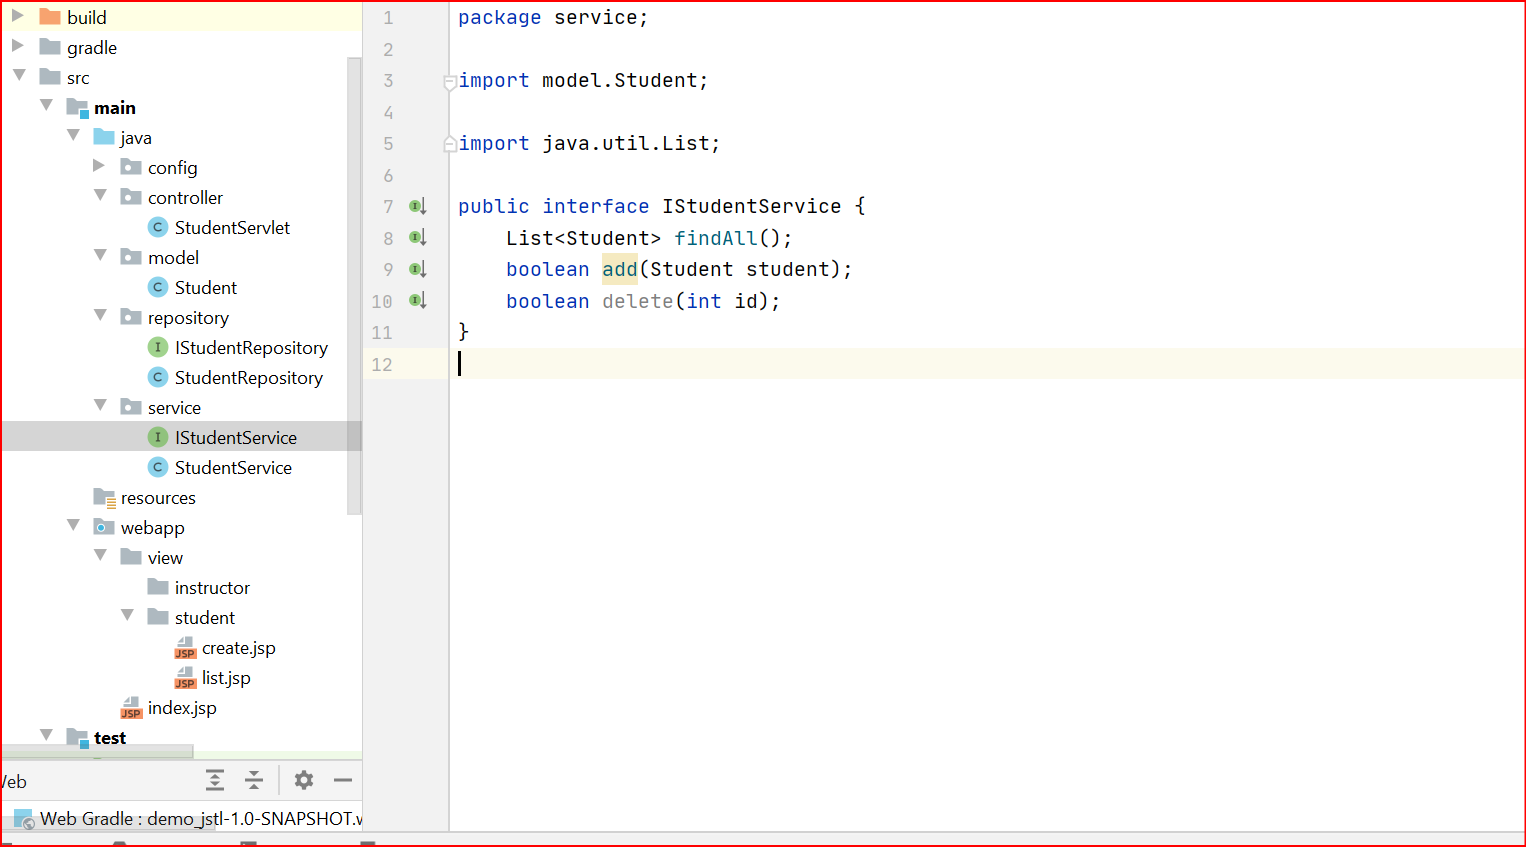 build
gradle
src
main
java
config
controller
StudentServlet
model
Student
repository
IStudentRepository
StudentRepository
service
IStudentService
StudentService
resources
webapp
view
instructor
student
create.jsp
list.jsp
index.jsp
test
Web Gradle : demo_jstl-1.0-SNAPSHOT.
1 package service;
2
3 import model.Student;
4
5 import java.util.List;
6
7 public interface IStudentService {
8 List<Student> findAll();
9 boolean add(Student student);
10 boolean delete(int id);
11 }
12